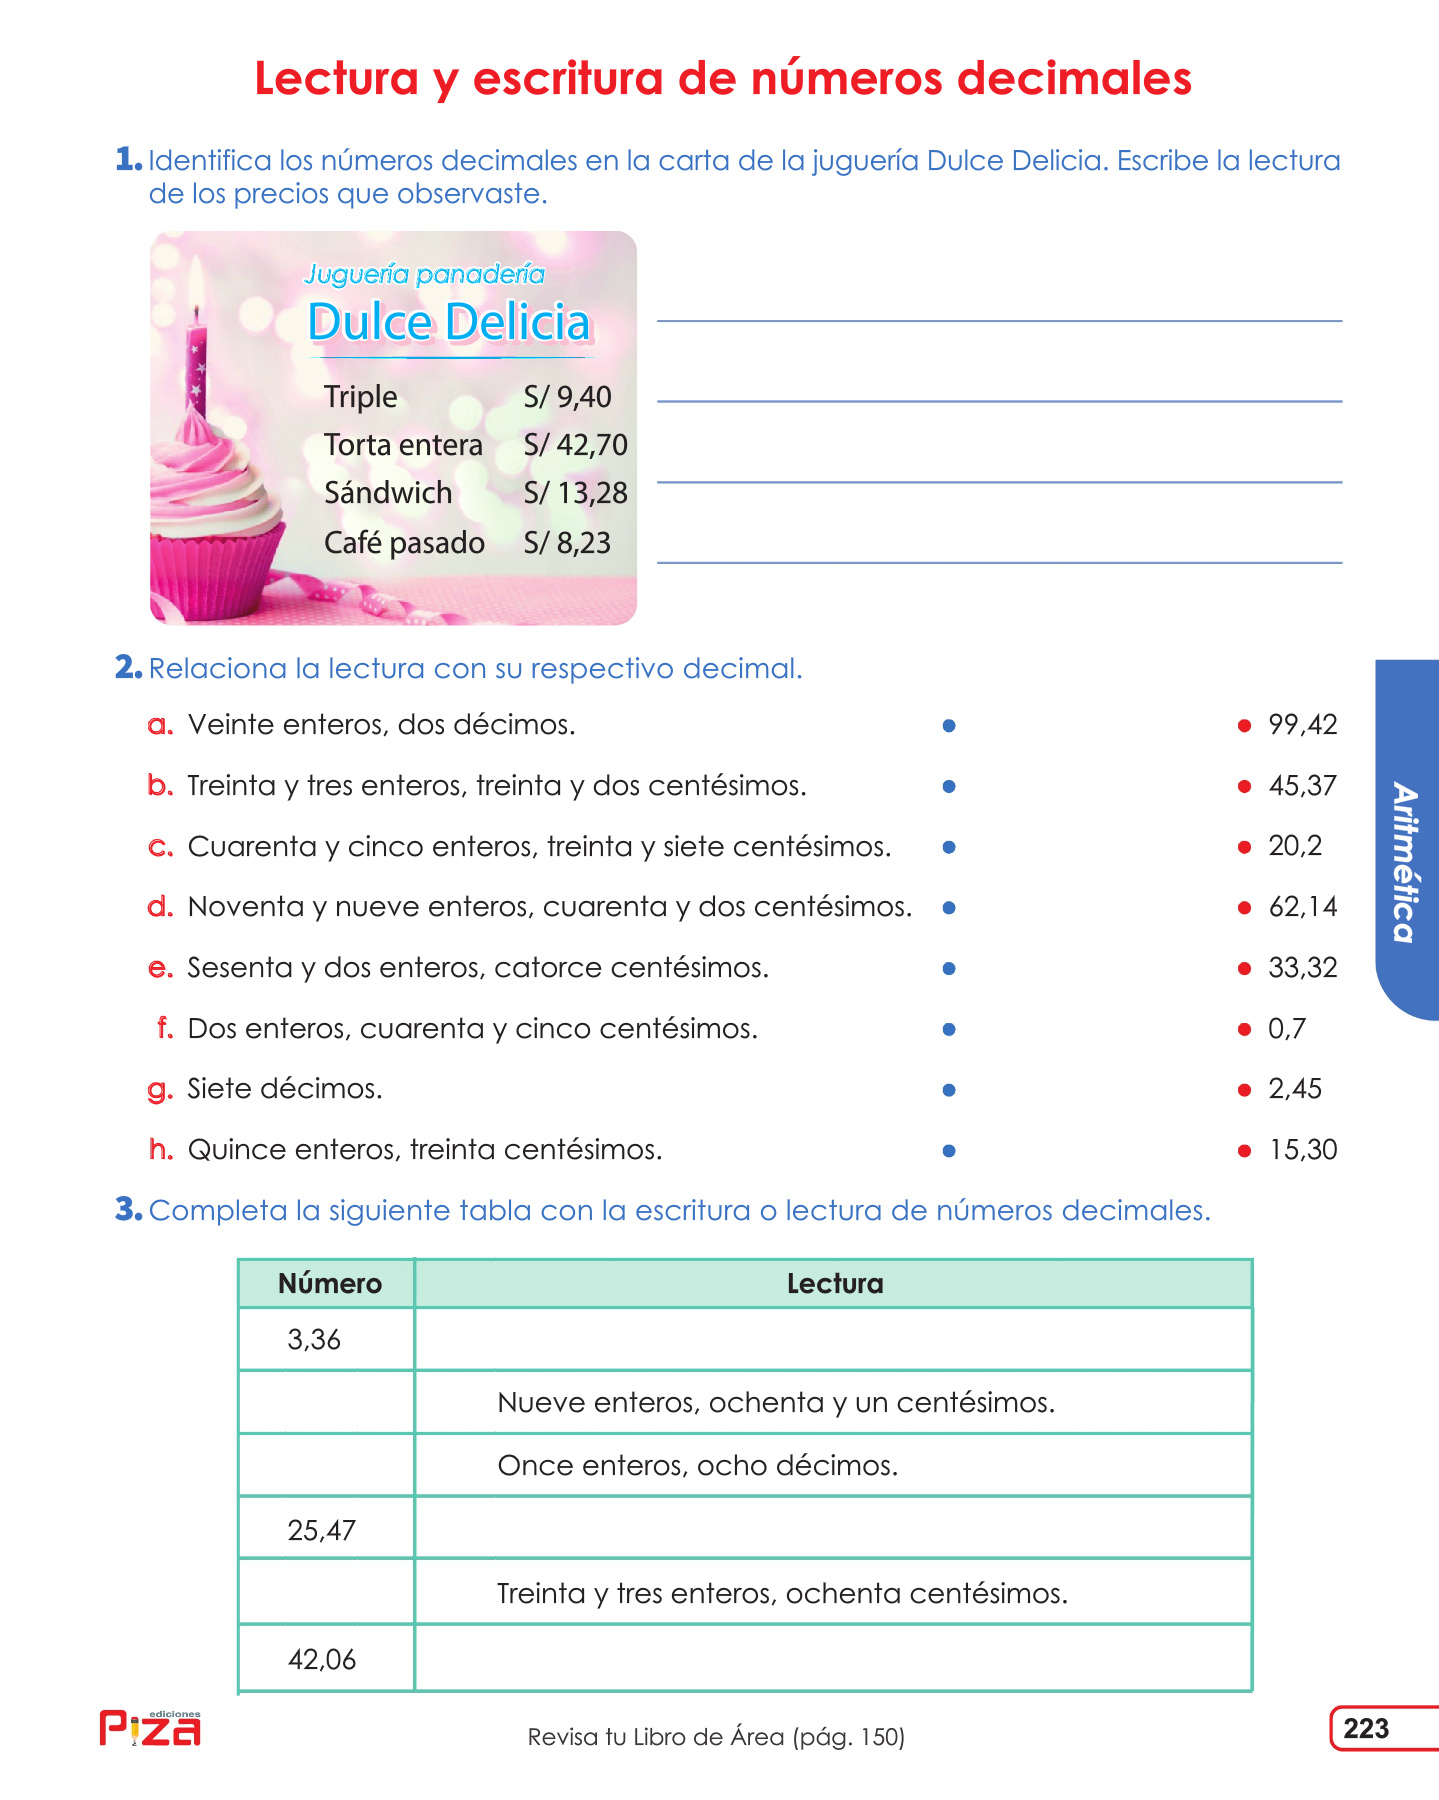 Lectura y escritura de números decimales
1. Identifica los números decimales en la carta de la juguería Dulce Delicia. Escribe la lectura
de los precios que observaste.
Juguería panadería
Dulce Delicia
Triple S/ 9,40
Torta entera S/ 42,70
Sándwich S/ 13,28
Café pasado S/ 8,23
2. Relaciona la lectura con su respectivo decimal.
a. Veinte enteros, dos décimos. • • 99,42
b. Treinta y tres enteros, treinta y dos centésimos. • • 45,37
c. Cuarenta y cinco enteros, treinta y siete centésimos. • • 20,2
d. Noventa y nueve enteros, cuarenta y dos centésimos. • • 62,14
e. Sesenta y dos enteros, catorce centésimos. • • 33,32
f. Dos enteros, cuarenta y cinco centésimos. • • 0,7
g. Siete décimos. • • 2,45
h. Quince enteros, treinta centésimos. • • 15,30
Aritmética
3. Completa la siguiente tabla con la escritura o lectura de números decimales.
Número Lectura
3,36
Nueve enteros, ochenta y un centésimos.
Once enteros, ocho décimos.
25,47
Treinta y tres enteros, ochenta centésimos.
42,06
ediciones
Piza
Revisa tu Libro de Área (pág. 150)
223